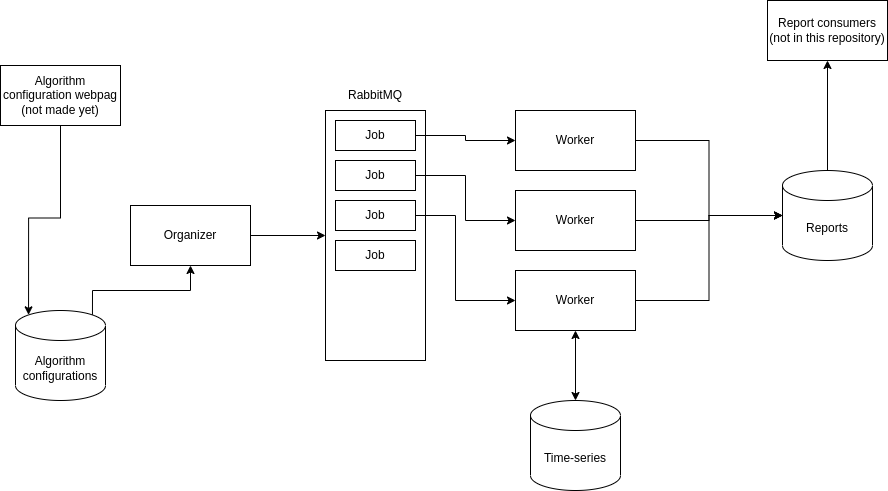 Report consumers
(not in this repository)
Algorithm
configuration webpag
(not made yet)
RabbitMQ
Job
Job
Job
Job
Worker
Worker
Worker
Organizer
Reports
Algorithm
configurations
Time-series